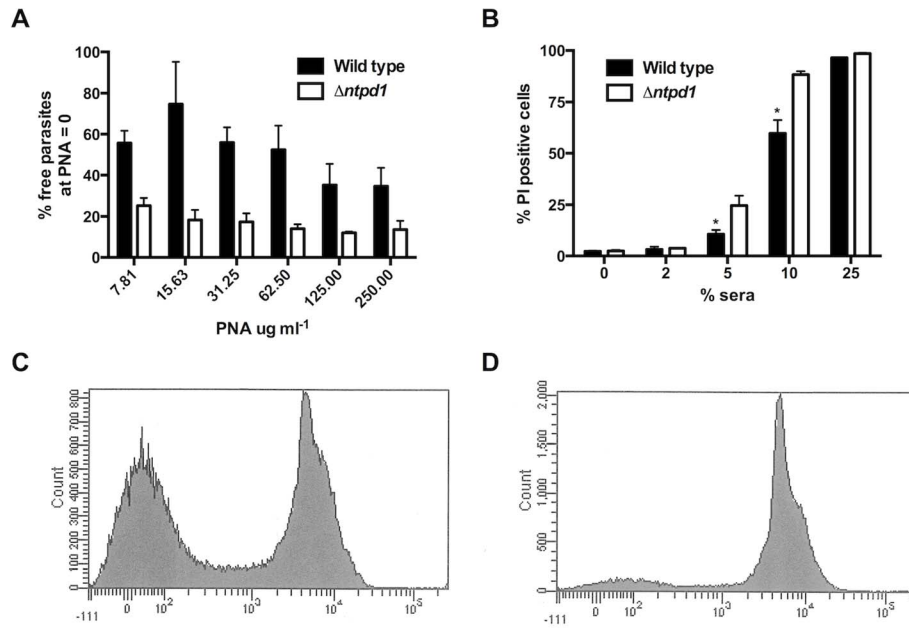 A
% free parasites
at PNA = 0
100
80
60
40
20
0
Wild type
Δntpd1
7.81
15.63
31.25
62.50
125.00
250.00
PNA ug ml-1
B
% PI positive cells
100
75
50
25
0
Wild type
Δntpd1
*
*
0
2
5
10
25
% sera
C
Count
0 100 200 300 400 500 600 700 800
-111 0 10² 10³ 10⁴ 10⁵
D
Count
0 500 1,000 1,500 2,000
-111 0 10² 10³ 10⁴ 10⁵